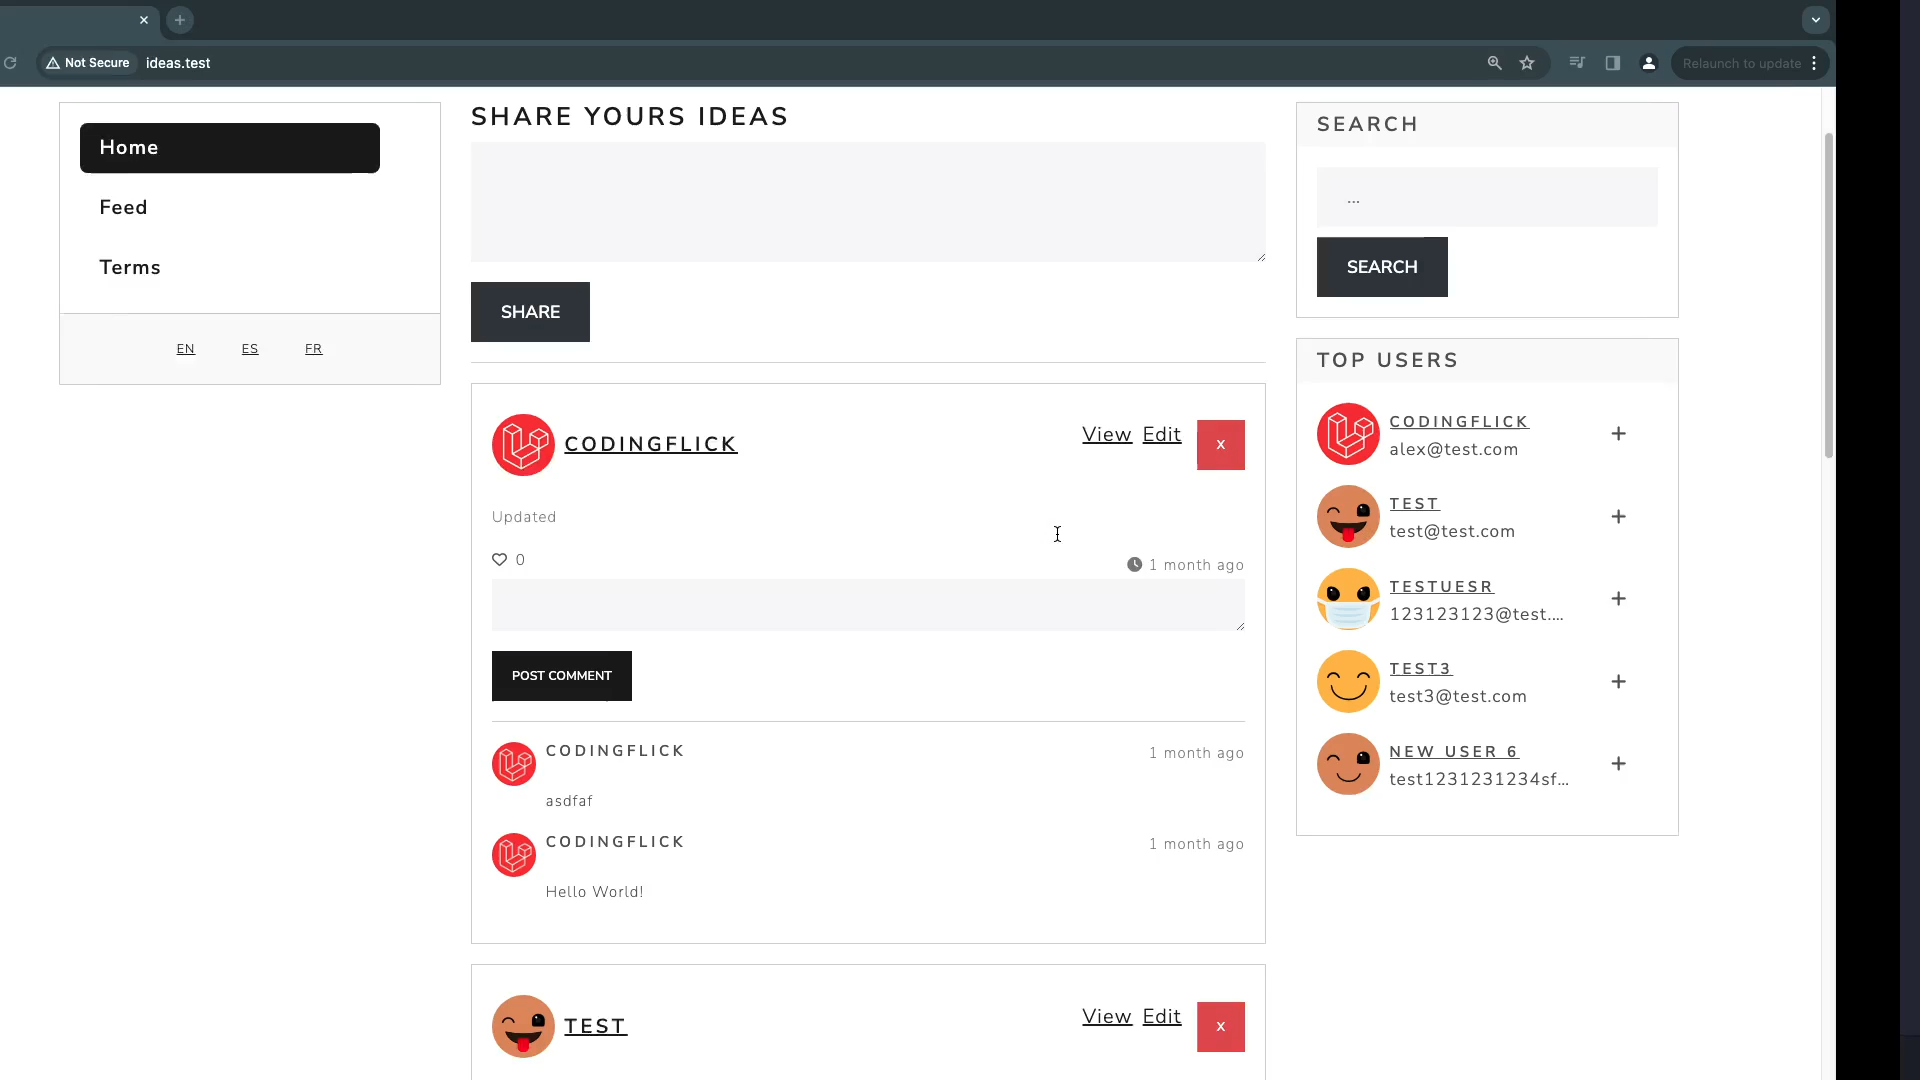 Not Secure
ideas.test
Relaunch to update
Home
Feed
Terms
EN
ES
FR
SHARE YOURS IDEAS
SHARE
CODINGFLICK
View
Edit
x
Updated
0
1 month ago
POST COMMENT
CODINGFLICK
1 month ago
asdfaf
CODINGFLICK
1 month ago
Hello World!
TEST
View
Edit
x
SEARCH
...
SEARCH
TOP USERS
CODINGFLICK
alex@test.com
TEST
test@test.com
TESTUESR
123123123@test....
TEST3
test3@test.com
NEW USER 6
test1231231234sf...